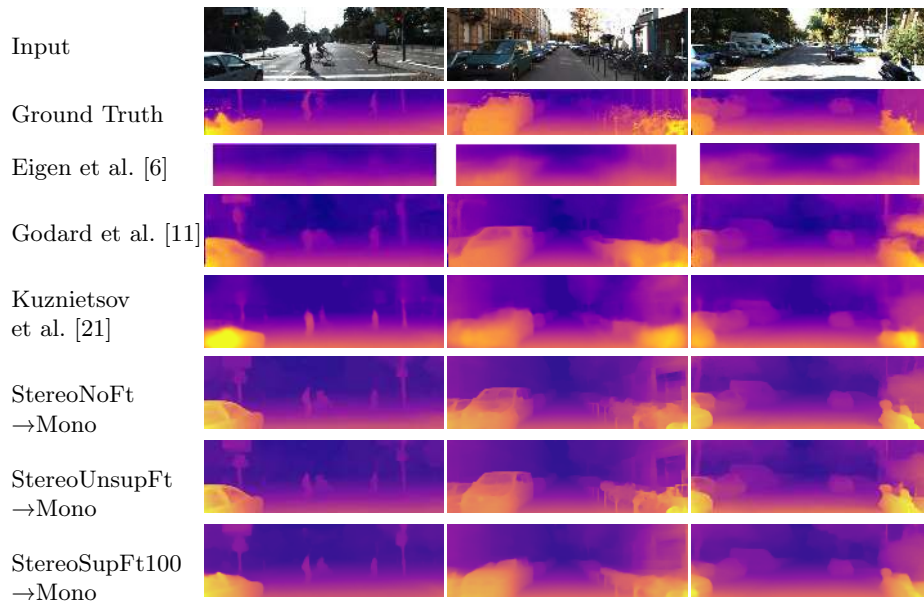 Input
Ground Truth
Eigen et al. [6]
Godard et al. [11]
Kuznietsov
et al. [21]
StereoNoFt
→Mono
StereoUnsupFt
→Mono
StereoSupFt100
→Mono